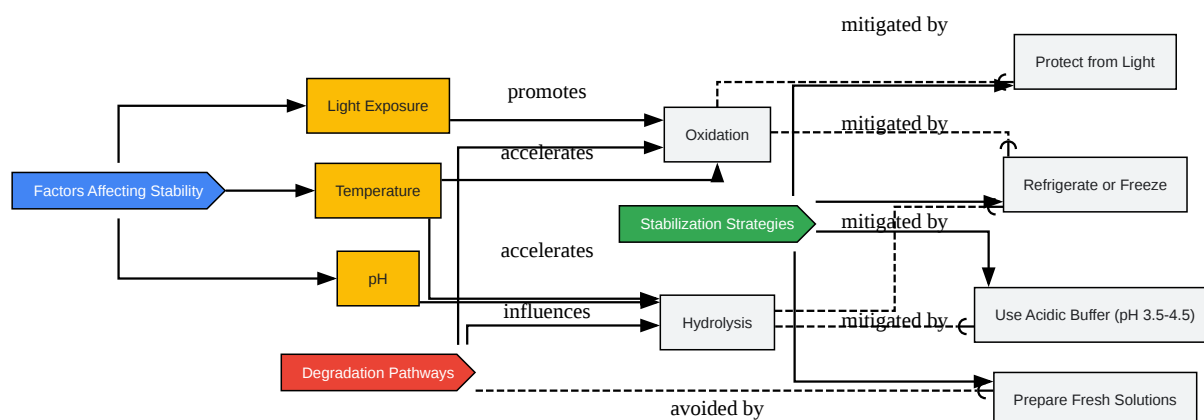 mitigated by
Protect from Light
Light Exposure
promotes
Oxidation
mitigated by
accelerates
Factors Affecting Stability
Temperature
Refrigerate or Freeze
Stabilization Strategies
mitigated by
accelerates
pH
influences
Hydrolysis
mitigated by
Use Acidic Buffer (pH 3.5-4.5)
Degradation Pathways
avoided by
Prepare Fresh Solutions